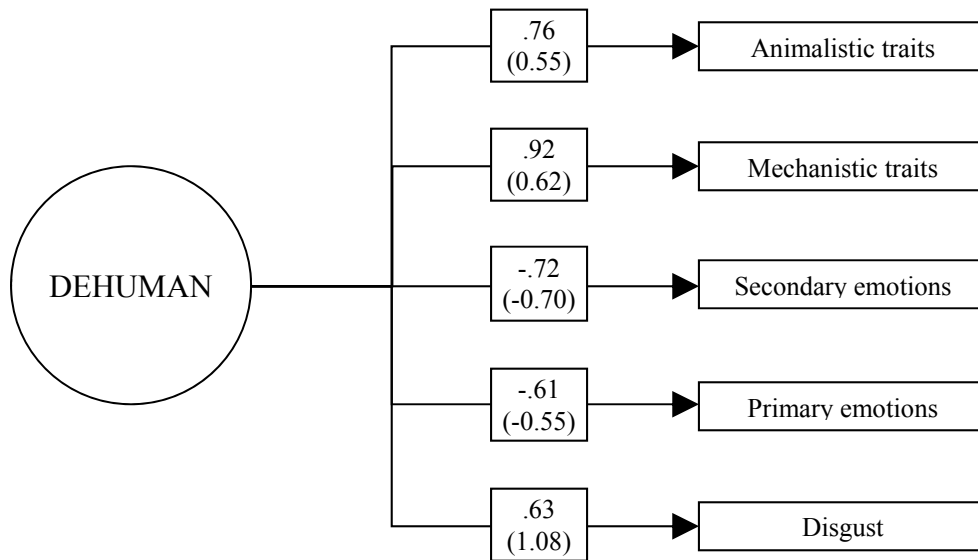 .76
(0.55)
Animalistic traits
.92
(0.62)
Mechanistic traits
DEHUMAN
-.72
(-0.70)
Secondary emotions
-.61
(-0.55)
Primary emotions
.63
(1.08)
Disgust